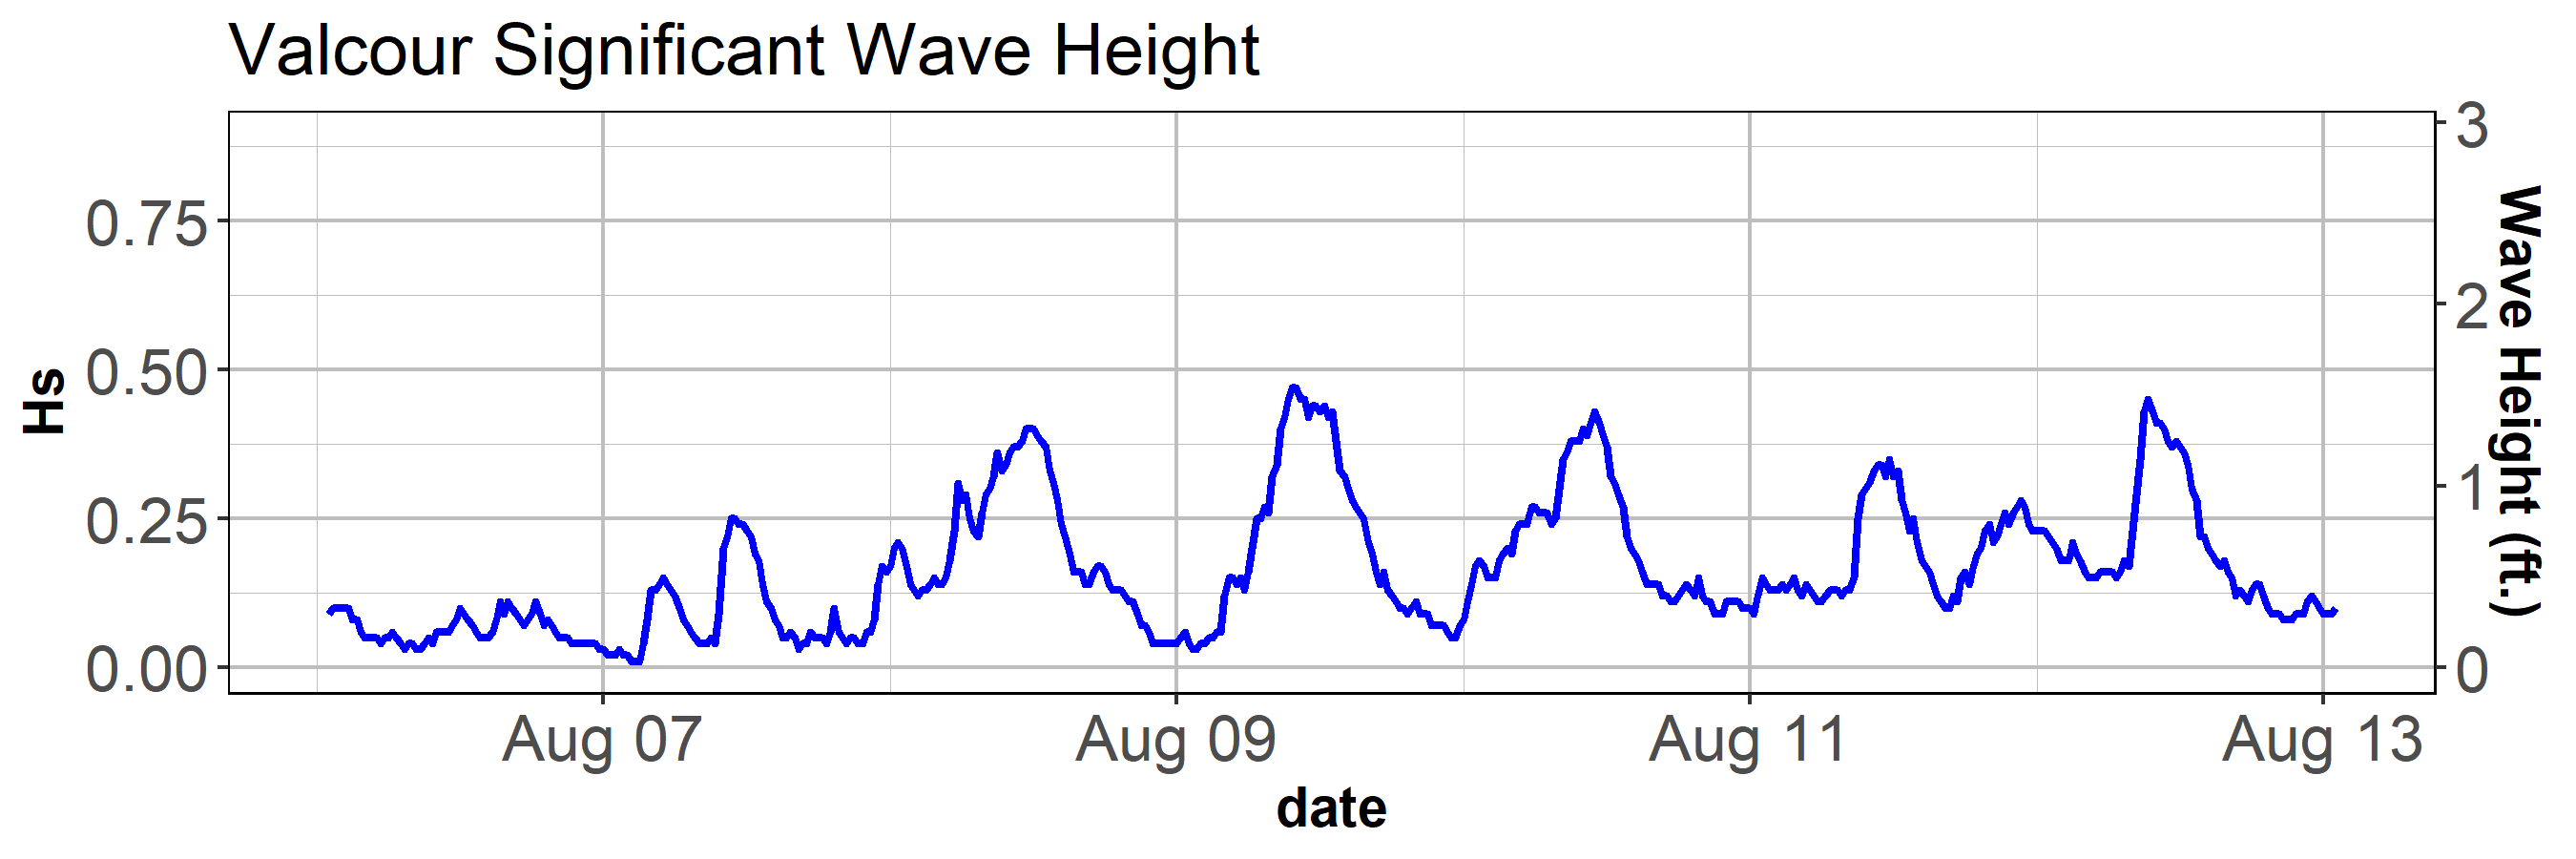 Valcour Significant Wave Height
Hs
0.75
0.50
0.25
0.00
3
2
1
0
Wave Height (ft.)
Aug 07 Aug 09 Aug 11 Aug 13
date